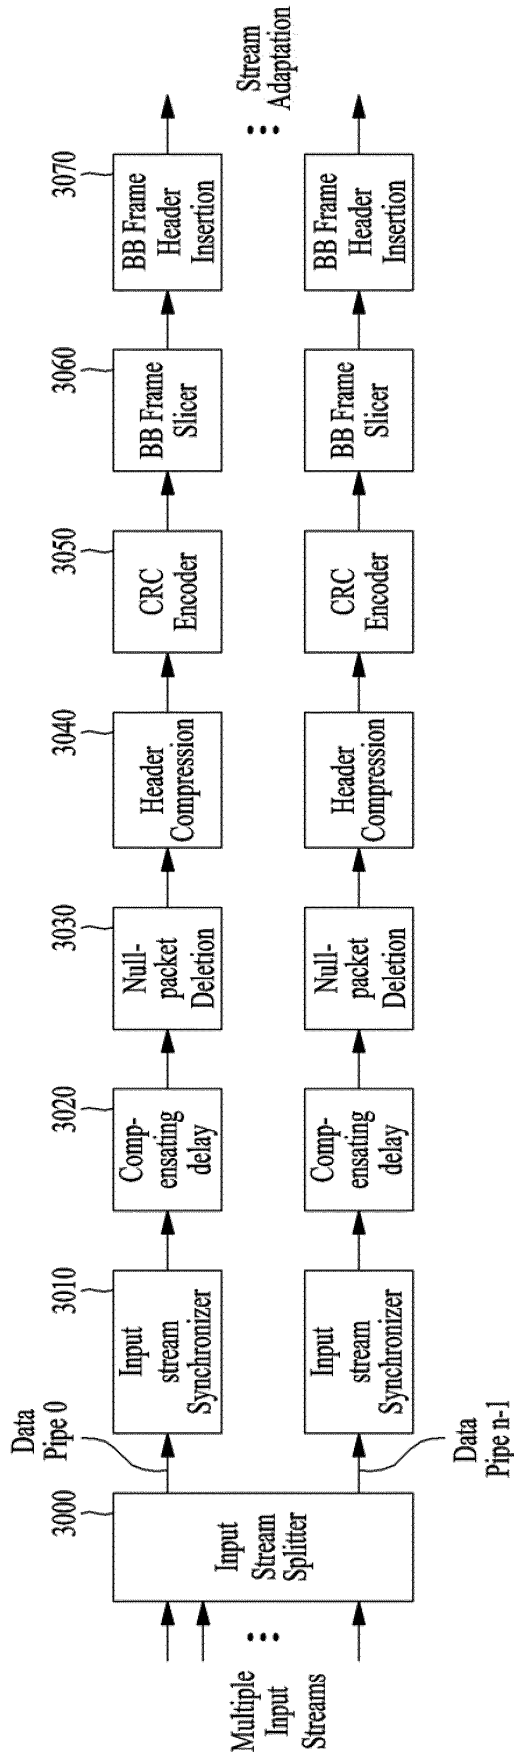 Multiple
Input
Streams
3000
Input
Stream
Splitter
Data
Pipe 0
3010
Input
stream
Synchronizer
3020
Comp-
ensating
delay
3030
Null-
packet
Deletion
3040
Header
Compression
3050
CRC
Encoder
3060
BB Frame
Slicer
3070
BB Frame
Header
Insertion
Stream
Adaptation
Data
Pipe n-1
Input
stream
Synchronizer
Comp-
ensating
delay
Null-
packet
Deletion
Header
Compression
CRC
Encoder
BB Frame
Slicer
BB Frame
Header
Insertion